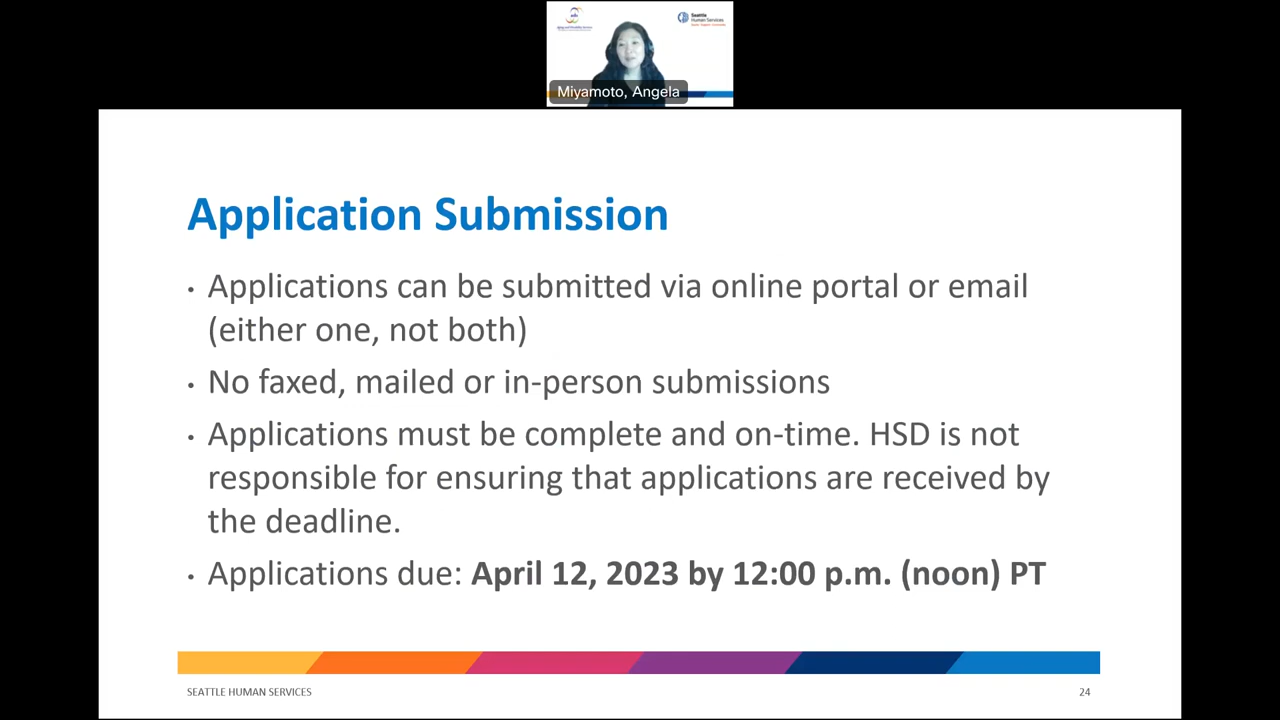 Seattle
Human Services
Miyamoto, Angela
Application Submission
• Applications can be submitted via online portal or email
(either one, not both)
• No faxed, mailed or in-person submissions
• Applications must be complete and on-time. HSD is not
responsible for ensuring that applications are received by
the deadline.
• Applications due: April 12, 2023 by 12:00 p.m. (noon) PT
SEATTLE HUMAN SERVICES
24